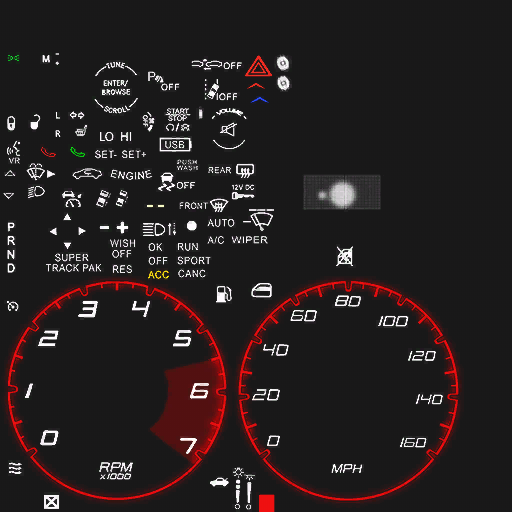 M
TUNE
ENTER/
BROWSE
SCROLL
P OFF
OFF
OFF
VOLUME
START
STOP
L
R
LO HI
USB
VR
SET- SET+
PUSH
WASH
ENGINE
REAR
OFF
12V DC
FRONT
AUTO
A/C WIPER
P
R
N
D
WISH
OFF
RES
SUPER
TRACK PAK
OK
OFF
ACC
RUN
SPORT
CANC
0
1
2
3
4
5
6
7
RPM
x1000
0
20
40
60
80
100
120
140
160
MPH